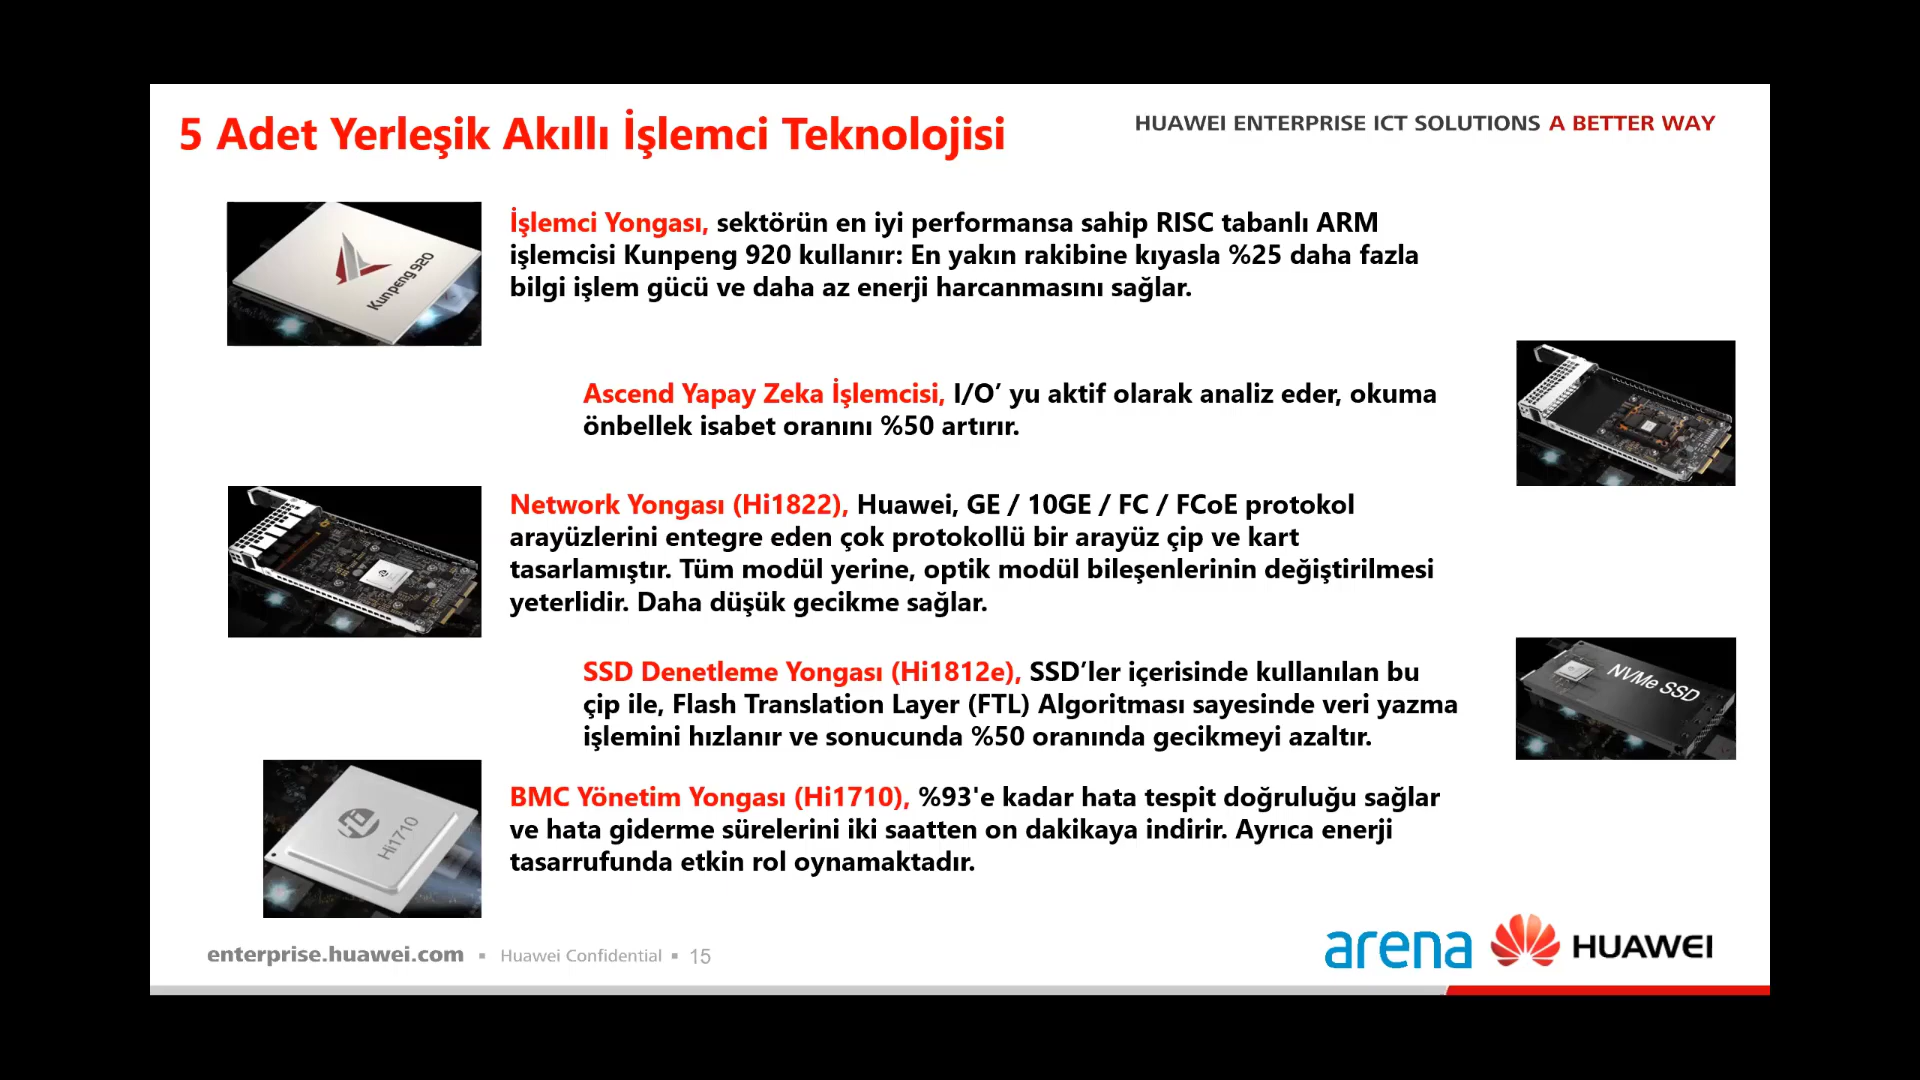 5 Adet Yerleşik Akıllı İşlemci Teknolojisi
HUAWEI ENTERPRISE ICT SOLUTIONS A BETTER WAY
Kunpeng 920
İşlemci Yongası, sektörün en iyi performansa sahip RISC tabanlı ARM
işlemcisi Kunpeng 920 kullanır: En yakın rakibine kıyasla %25 daha fazla
bilgi işlem gücü ve daha az enerji harcanmasını sağlar.
Ascend Yapay Zeka İşlemcisi, I/O’ yu aktif olarak analiz eder, okuma
önbellek isabet oranını %50 artırır.
Network Yongası (Hi1822), Huawei, GE / 10GE / FC / FCoE protokol
arayüzlerini entegre eden çok protokollü bir arayüz çip ve kart
tasarlamıştır. Tüm modül yerine, optik modül bileşenlerinin değiştirilmesi
yeterlidir. Daha düşük gecikme sağlar.
SSD Denetleme Yongası (Hi1812e), SSD’ler içerisinde kullanılan bu
çip ile, Flash Translation Layer (FTL) Algoritması sayesinde veri yazma
işlemini hızlanır ve sonucunda %50 oranında gecikmeyi azaltır.
NVMe SSD
BMC Yönetim Yongası (Hi1710), %93'e kadar hata tespit doğruluğu sağlar
ve hata giderme sürelerini iki saatten on dakikaya indirir. Ayrıca enerji
tasarrufunda etkin rol oynamaktadır.
Hi1710
enterprise.huawei.com ▪ Huawei Confidential ▪ 15
arena HUAWEI